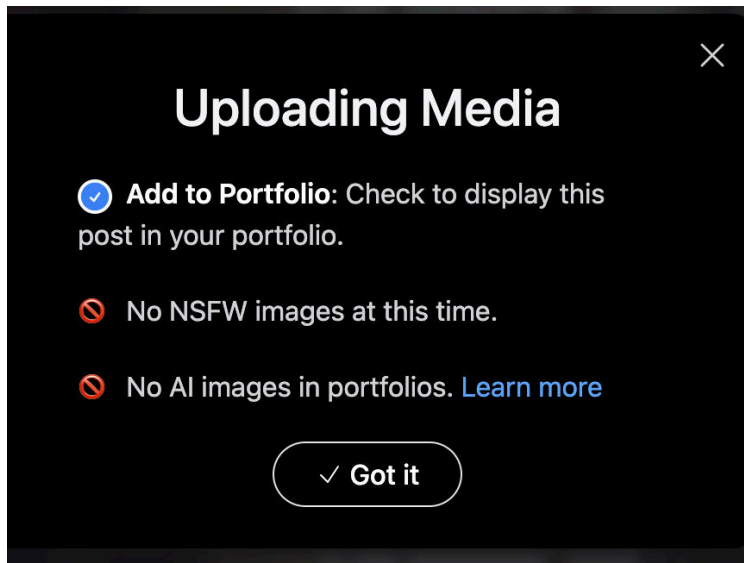 Uploading Media
Add to Portfolio: Check to display this
post in your portfolio.
No NSFW images at this time.
No AI images in portfolios. Learn more
✓ Got it